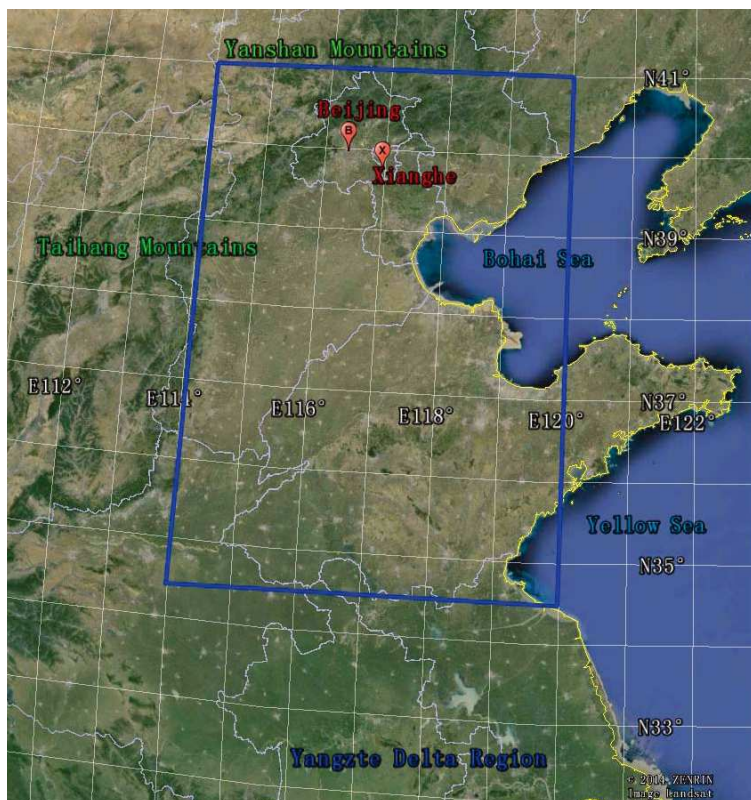 Yanshan Mountains
N41°
Beijing
B
X
Xianghe
Taihang Mountains
Bohai Sea
N39°
E112°
E114°
E116°
E118°
E120°
N37°
E122°
Yellow Sea
N35°
N33°
Yangzte Delta Region
© 2014 ZENRIN
Image Landsat